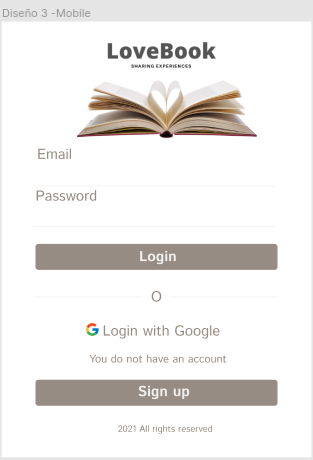 Diseño 3 -Mobile
LoveBook
SHARING EXPERIENCES
Email
Password
Login
O
Login with Google
You do not have an account
Sign up
2021 All rights reserved